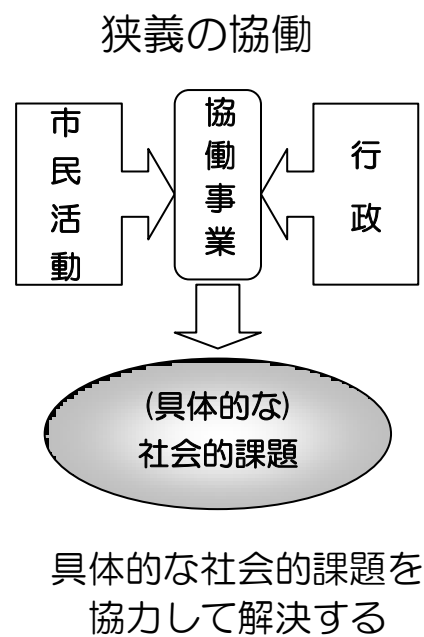 狭義の協働
市民活動
協働事業
行政
(具体的な)
社会的課題
具体的な社会的課題を
協力して解決する